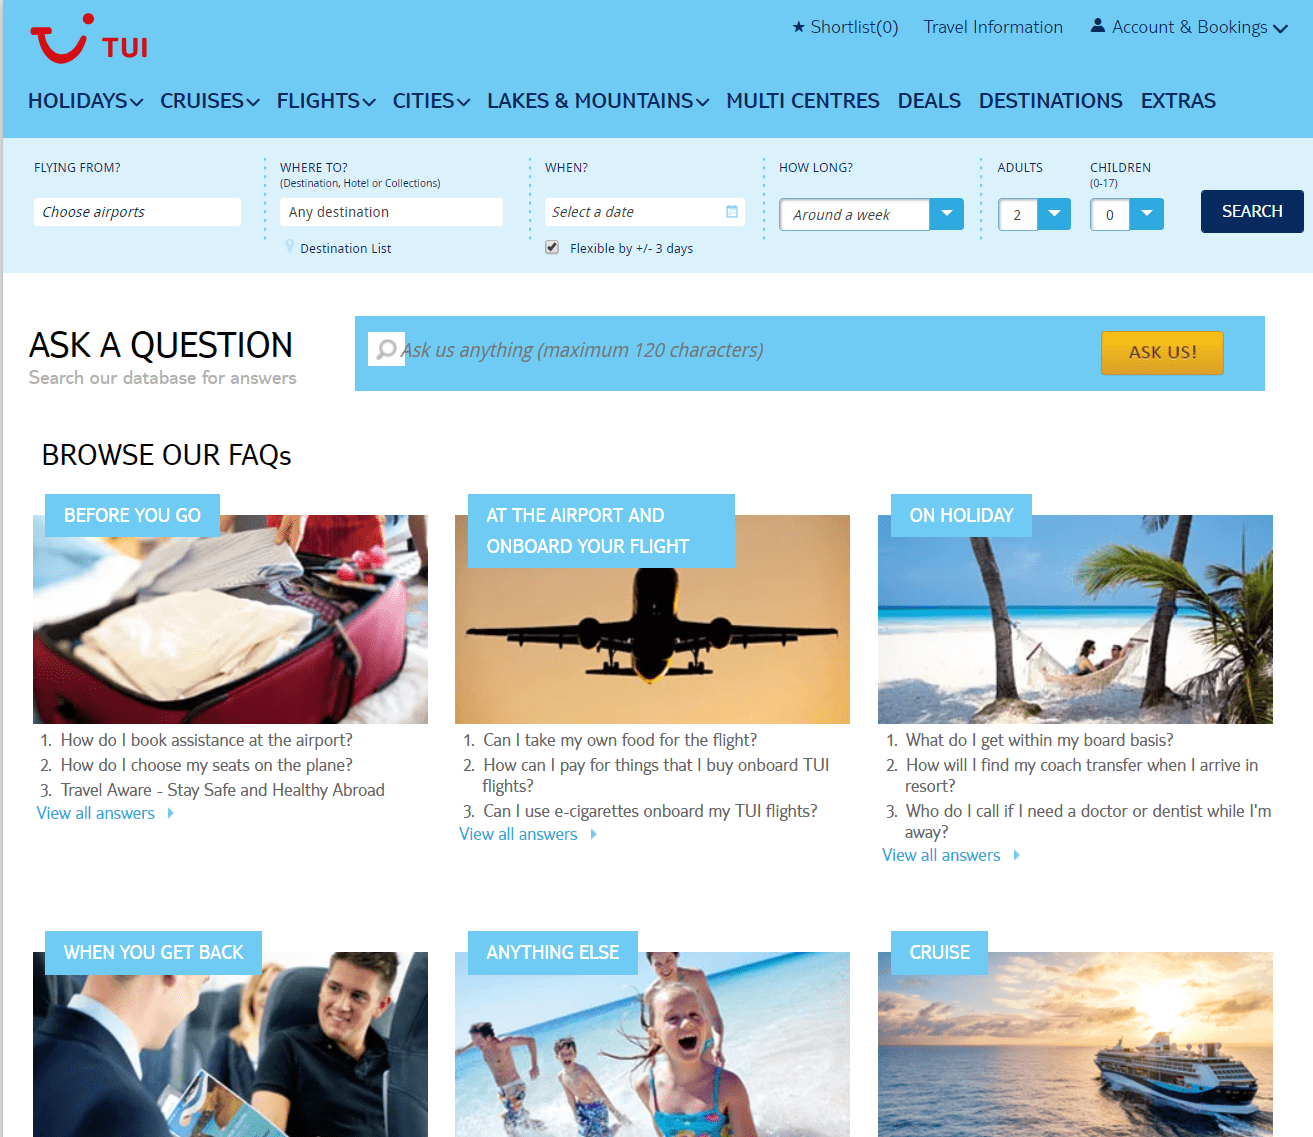 TUI
★ Shortlist(0) Travel Information Account & Bookings
HOLIDAYS CRUISES FLIGHTS CITIES LAKES & MOUNTAINS MULTI CENTRES DEALS DESTINATIONS EXTRAS
FLYING FROM?
Choose airports
WHERE TO?
(Destination, Hotel or Collections)
Any destination
Destination List
WHEN?
Select a date
Flexible by +/- 3 days
HOW LONG?
Around a week
ADULTS
2
CHILDREN
(0-17)
0
SEARCH
ASK A QUESTION
Search our database for answers
Ask us anything (maximum 120 characters)
ASK US!
BROWSE OUR FAQs
BEFORE YOU GO
1. How do I book assistance at the airport?
2. How do I choose my seats on the plane?
3. Travel Aware - Stay Safe and Healthy Abroad
View all answers
AT THE AIRPORT AND
ONBOARD YOUR FLIGHT
1. Can I take my own food for the flight?
2. How can I pay for things that I buy onboard TUI
flights?
3. Can I use e-cigarettes onboard my TUI flights?
View all answers
ON HOLIDAY
1. What do I get within my board basis?
2. How will I find my coach transfer when I arrive in
resort?
3. Who do I call if I need a doctor or dentist while I'm
away?
View all answers
WHEN YOU GET BACK
ANYTHING ELSE
CRUISE